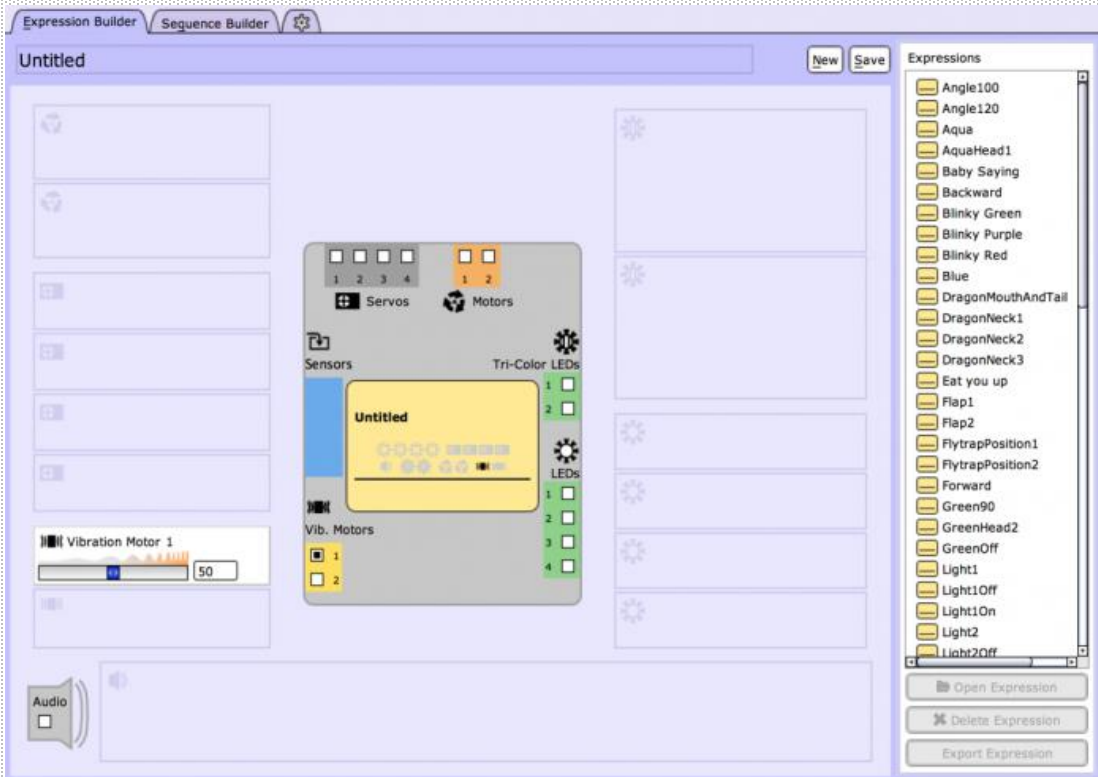 Expression Builder
Sequence Builder
Untitled
New
Save
Expressions
Angle100
Angle120
Aqua
AquaHead1
Baby Saying
Backward
Blinky Green
Blinky Purple
Blinky Red
Blue
DragonMouthAndTail
DragonNeck1
DragonNeck2
DragonNeck3
Eat you up
Flap1
Flap2
FlytrapPosition1
FlytrapPosition2
Forward
Green90
GreenHead2
GreenOff
Light1
Light1Off
Light1On
Light2
Light2Off
Open Expression
Delete Expression
Export Expression
1 2 3 4
Servos
1 2
Motors
Sensors
Tri-Color LEDs
1
2
Untitled
LEDs
1
2
3
4
Vib. Motors
1
2
Vibration Motor 1
50
Audio